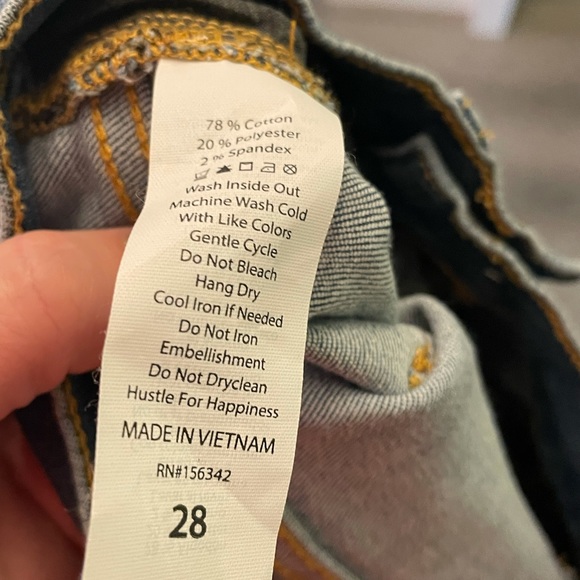 78 % Cotton
20 % Polyester
2 % Spandex
Wash Inside Out
Machine Wash Cold
With Like Colors
Gentle Cycle
Do Not Bleach
Hang Dry
Cool Iron If Needed
Do Not Iron
Embellishment
Do Not Dryclean
Hustle For Happiness
MADE IN VIETNAM
RN#156342
28